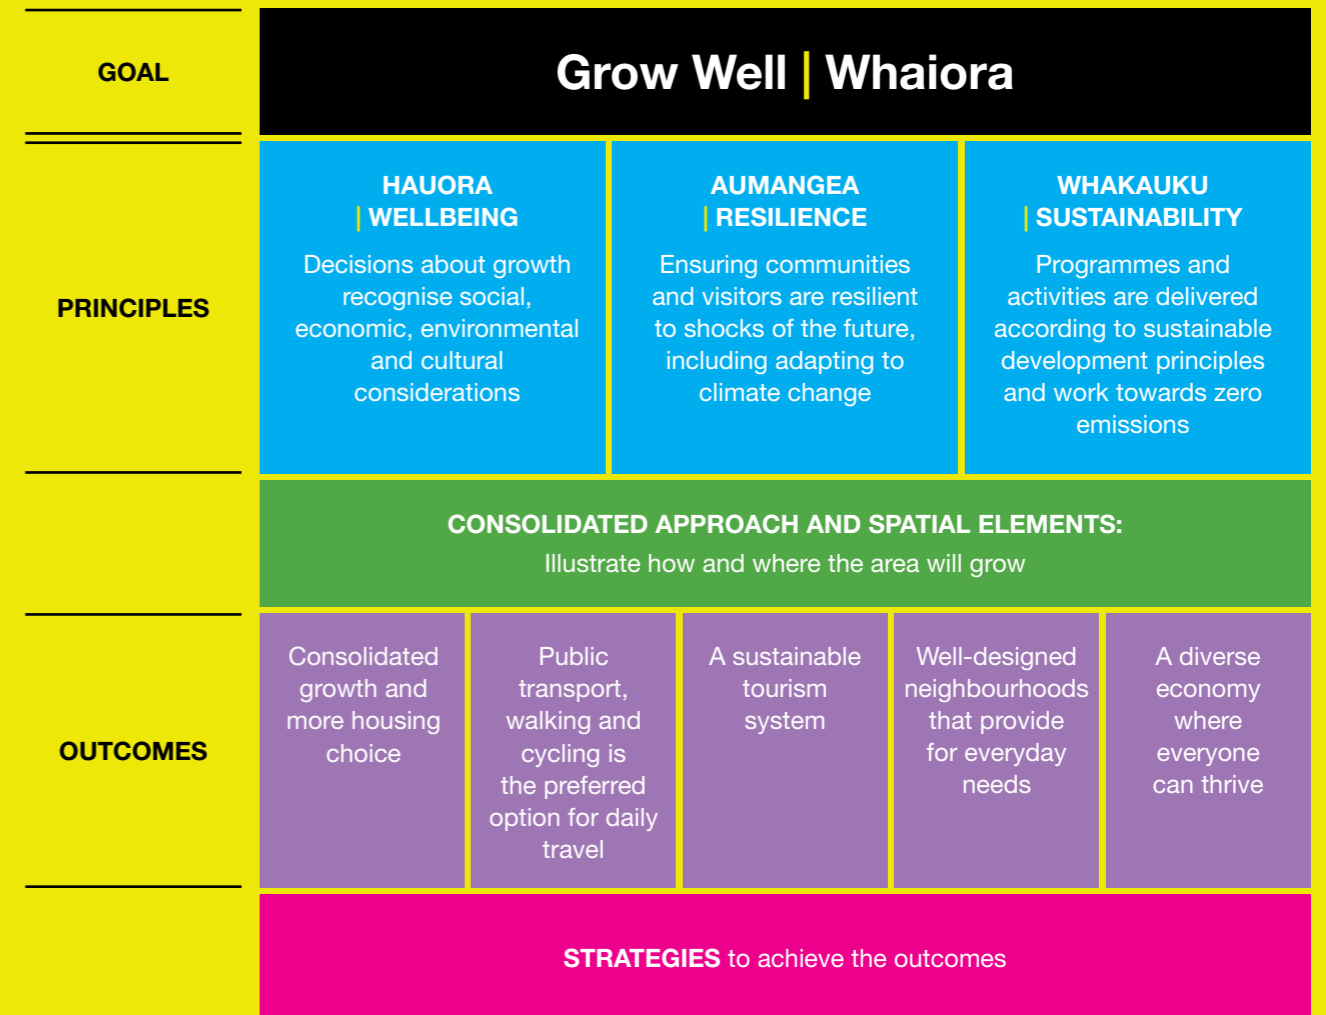 GOAL
Grow Well | Whaiora
PRINCIPLES
HAUORA
| WELLBEING
Decisions about growth
recognise social,
economic, environmental
and cultural
considerations
AUMANGEA
| RESILIENCE
Ensuring communities
and visitors are resilient
to shocks of the future,
including adapting to
climate change
WHAKAUKU
| SUSTAINABILITY
Programmes and
activities are delivered
according to sustainable
development principles
and work towards zero
emissions
CONSOLIDATED APPROACH AND SPATIAL ELEMENTS:
Illustrate how and where the area will grow
OUTCOMES
Consolidated
growth and
more housing
choice
Public
transport,
walking and
cycling is
the preferred
option for daily
travel
A sustainable
tourism
system
Well-designed
neighbourhoods
that provide
for everyday
needs
A diverse
economy
where
everyone
can thrive
STRATEGIES to achieve the outcomes